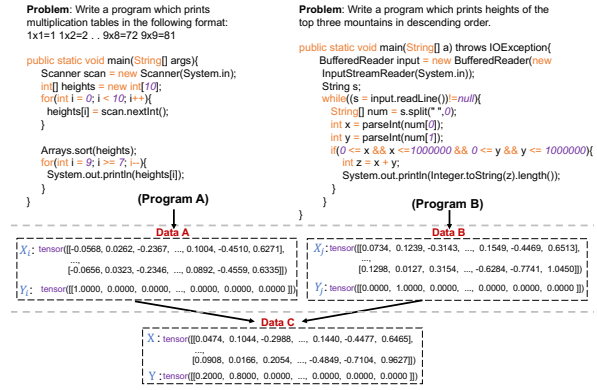 Problem: Write a program which prints
multiplication tables in the following format:
1x1=1 1x2=2 . . 9x8=72 9x9=81
public static void main(String[] args){
Scanner scan = new Scanner(System.in);
int[] heights = new int[10];
for(int i = 0; i < 10; i++){
heights[i] = scan.nextInt();
}
Arrays.sort(heights);
for(int i = 9; i >= 7; i--){
System.out.println(heights[i]);
}
}
(Program A)
Problem: Write a program which prints heights of the
top three mountains in descending order.
public static void main(String[] a) throws IOException{
BufferedReader input = new BufferedReader(new
InputStreamReader(System.in));
String s;
while((s = input.readLine())!=null){
String[] num = s.split(" ",0);
int x = parseInt(num[0]);
int y = parseInt(num[1]);
if(0 <= x && x <=1000000 && 0 <= y && y <= 1000000){
int z = x + y;
System.out.println(Integer.toString(z).length());
}
}
}
(Program B)
Data A
Xi: tensor([[-0.0568, 0.0262, -0.2367, ..., 0.1004, -0.4510, 0.6271],
...,
[-0.0656, 0.0323, -0.2346, ..., 0.0892, -0.4559, 0.6335]])
Yi: tensor([[1.0000, 0.0000, 0.0000, ..., 0.0000, 0.0000, 0.0000 ]])
Data B
Xj: tensor([[0.0734, 0.1239, -0.3143, ..., 0.1549, -0.4469, 0.6513],
...,
[0.1298, 0.0127, 0.3154, ..., -0.6284, -0.7741, 1.0450]])
Yj: tensor([[0.0000, 1.0000, 0.0000, ..., 0.0000, 0.0000, 0.0000 ]])
Data C
X: tensor([[0.0474, 0.1044, -0.2988, ..., 0.1440, -0.4477, 0.6465],
...,
[0.0908, 0.0166, 0.2054, ..., -0.4849, -0.7104, 0.9627]])
Y: tensor([[0.2000, 0.8000, 0.0000, ..., 0.0000, 0.0000, 0.0000 ]])